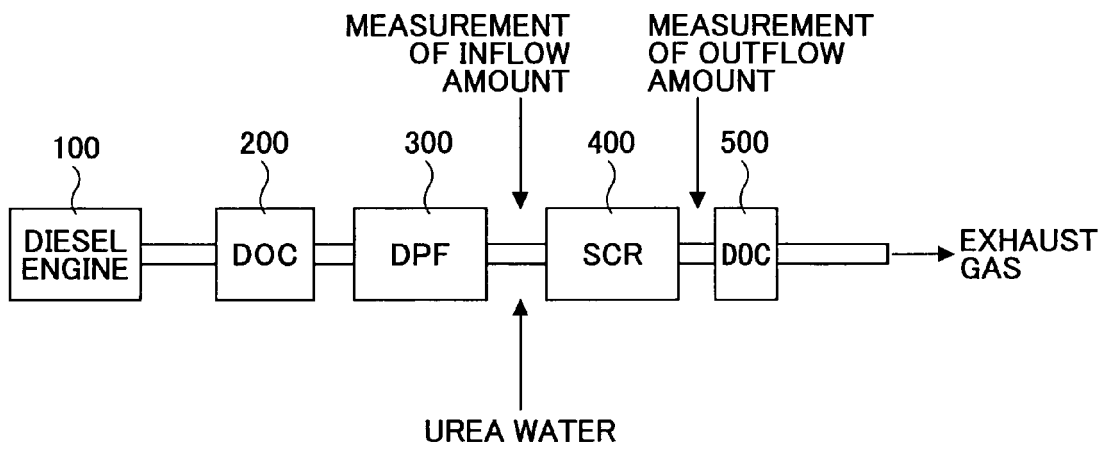 MEASUREMENT
OF INFLOW
AMOUNT
MEASUREMENT
OF OUTFLOW
AMOUNT
100
200
300
400
500
DIESEL
ENGINE
DOC
DPF
SCR
DOC
EXHAUST
GAS
UREA WATER